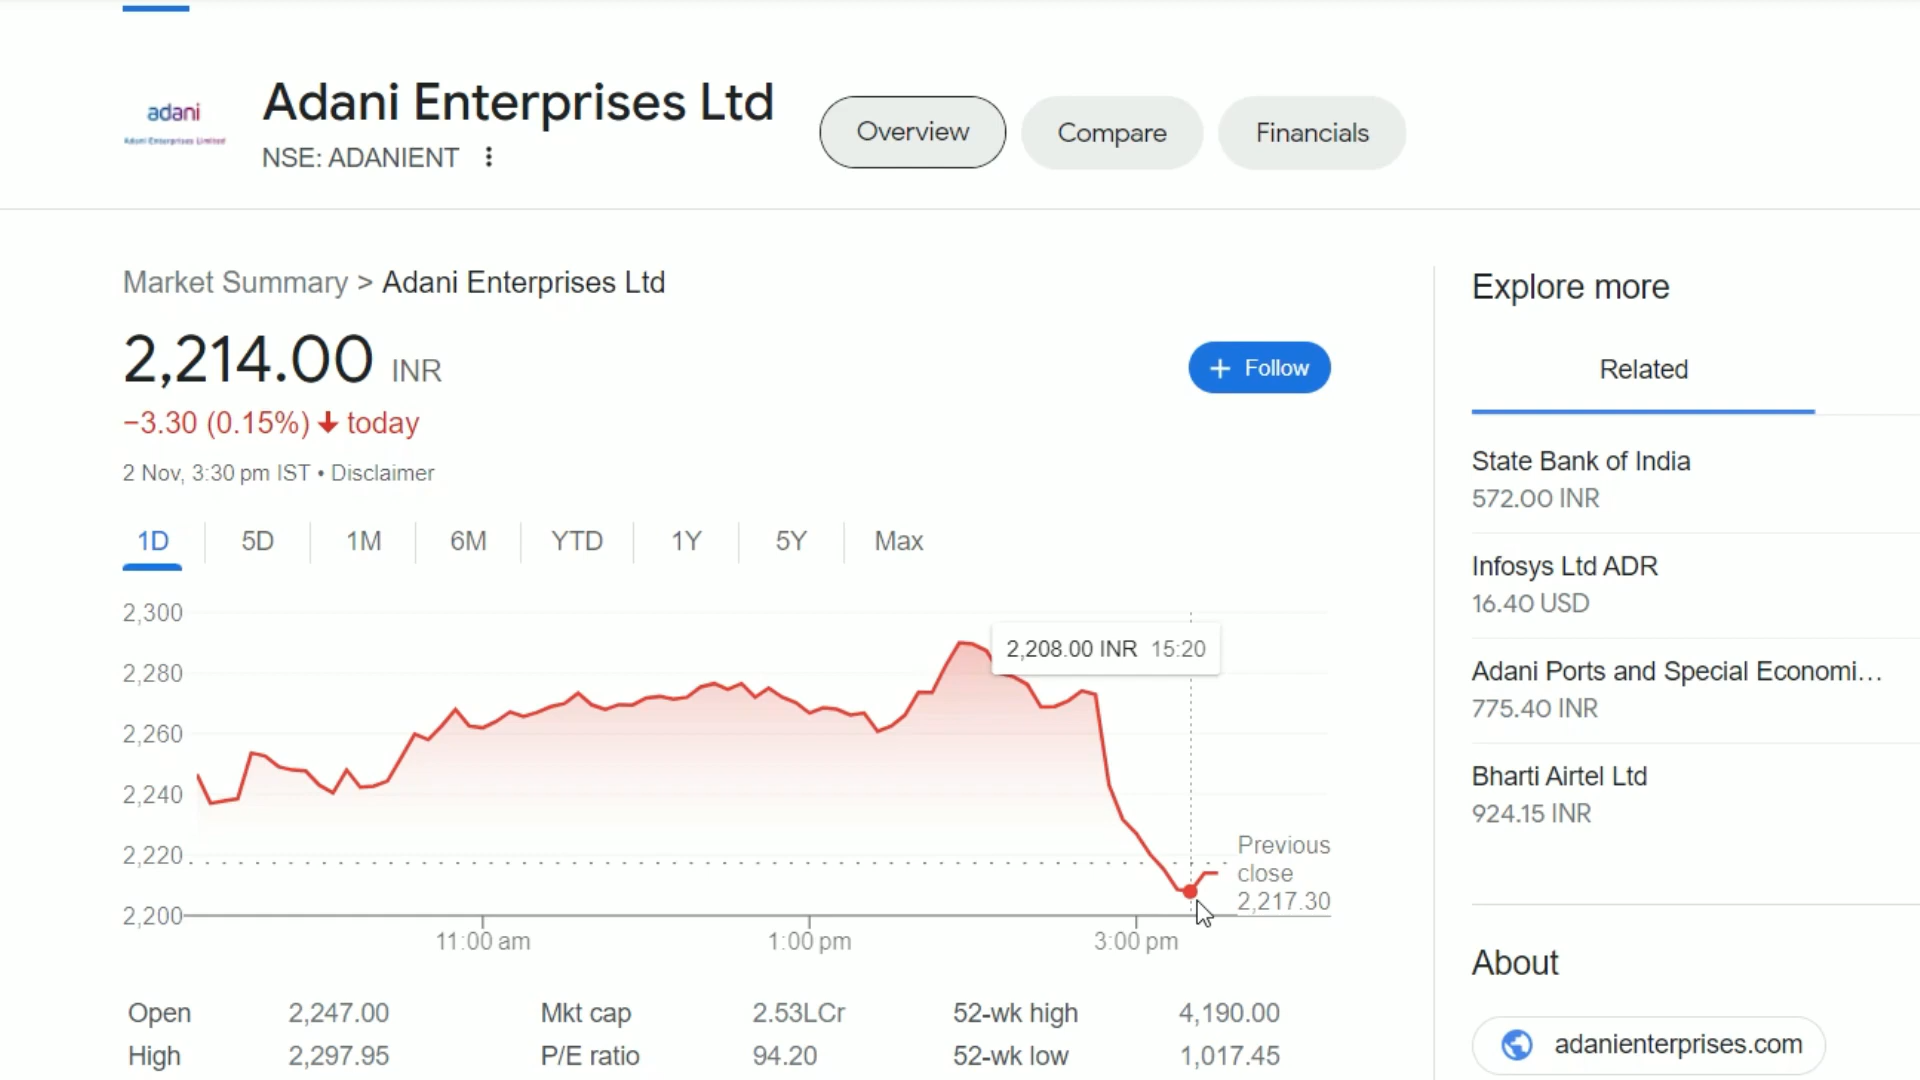 adani
Adani Enterprises Limited
Adani Enterprises Ltd
NSE: ADANIENT
Overview
Compare
Financials
Market Summary > Adani Enterprises Ltd
2,214.00 INR
+ Follow
−3.30 (0.15%) today
2 Nov, 3:30 pm IST • Disclaimer
1D 5D 1M 6M YTD 1Y 5Y Max
2,300
2,280
2,260
2,240
2,220
2,200
2,208.00 INR 15:20
Previous
close
2,217.30
11:00 am 1:00 pm 3:00 pm
Open 2,247.00 Mkt cap 2.53LCr 52-wk high 4,190.00
High 2,297.95 P/E ratio 94.20 52-wk low 1,017.45
Explore more
Related
State Bank of India
572.00 INR
Infosys Ltd ADR
16.40 USD
Adani Ports and Special Economi...
775.40 INR
Bharti Airtel Ltd
924.15 INR
About
adanienterprises.com